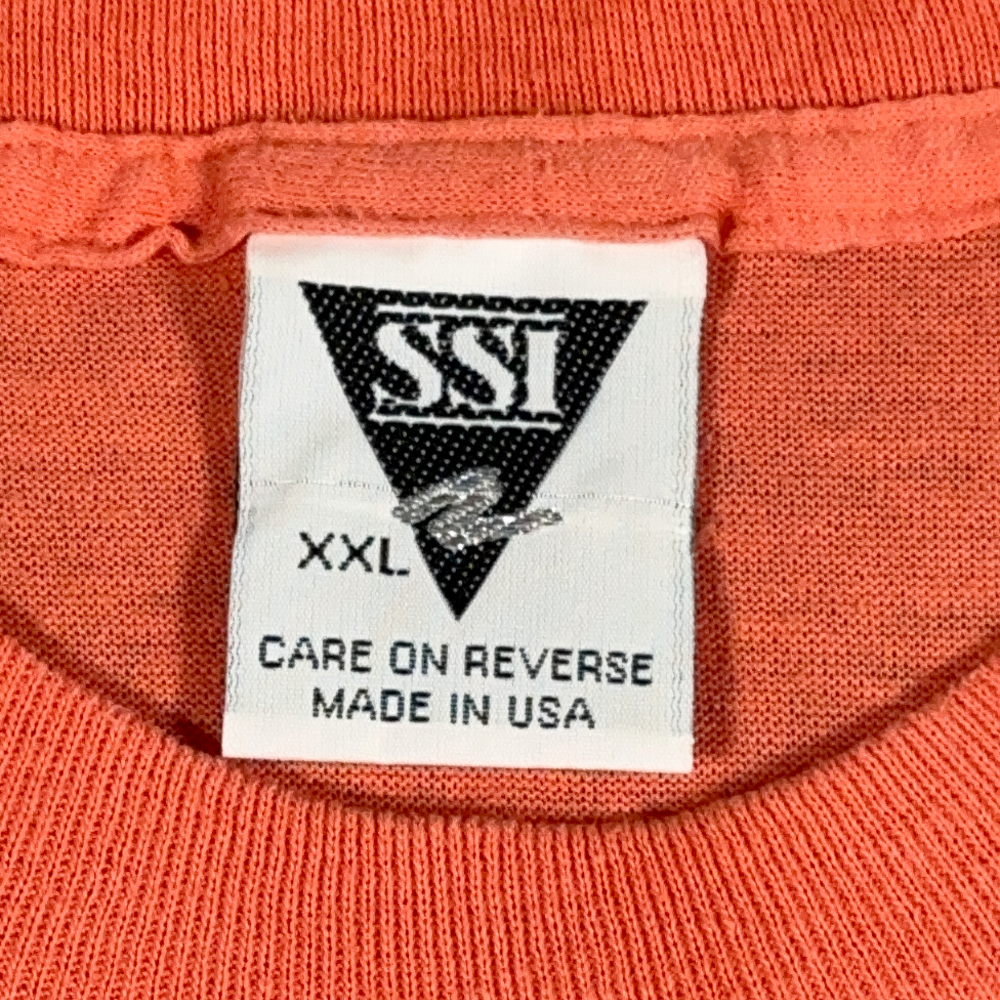 SSI
XXL
CARE ON REVERSE
MADE IN USA